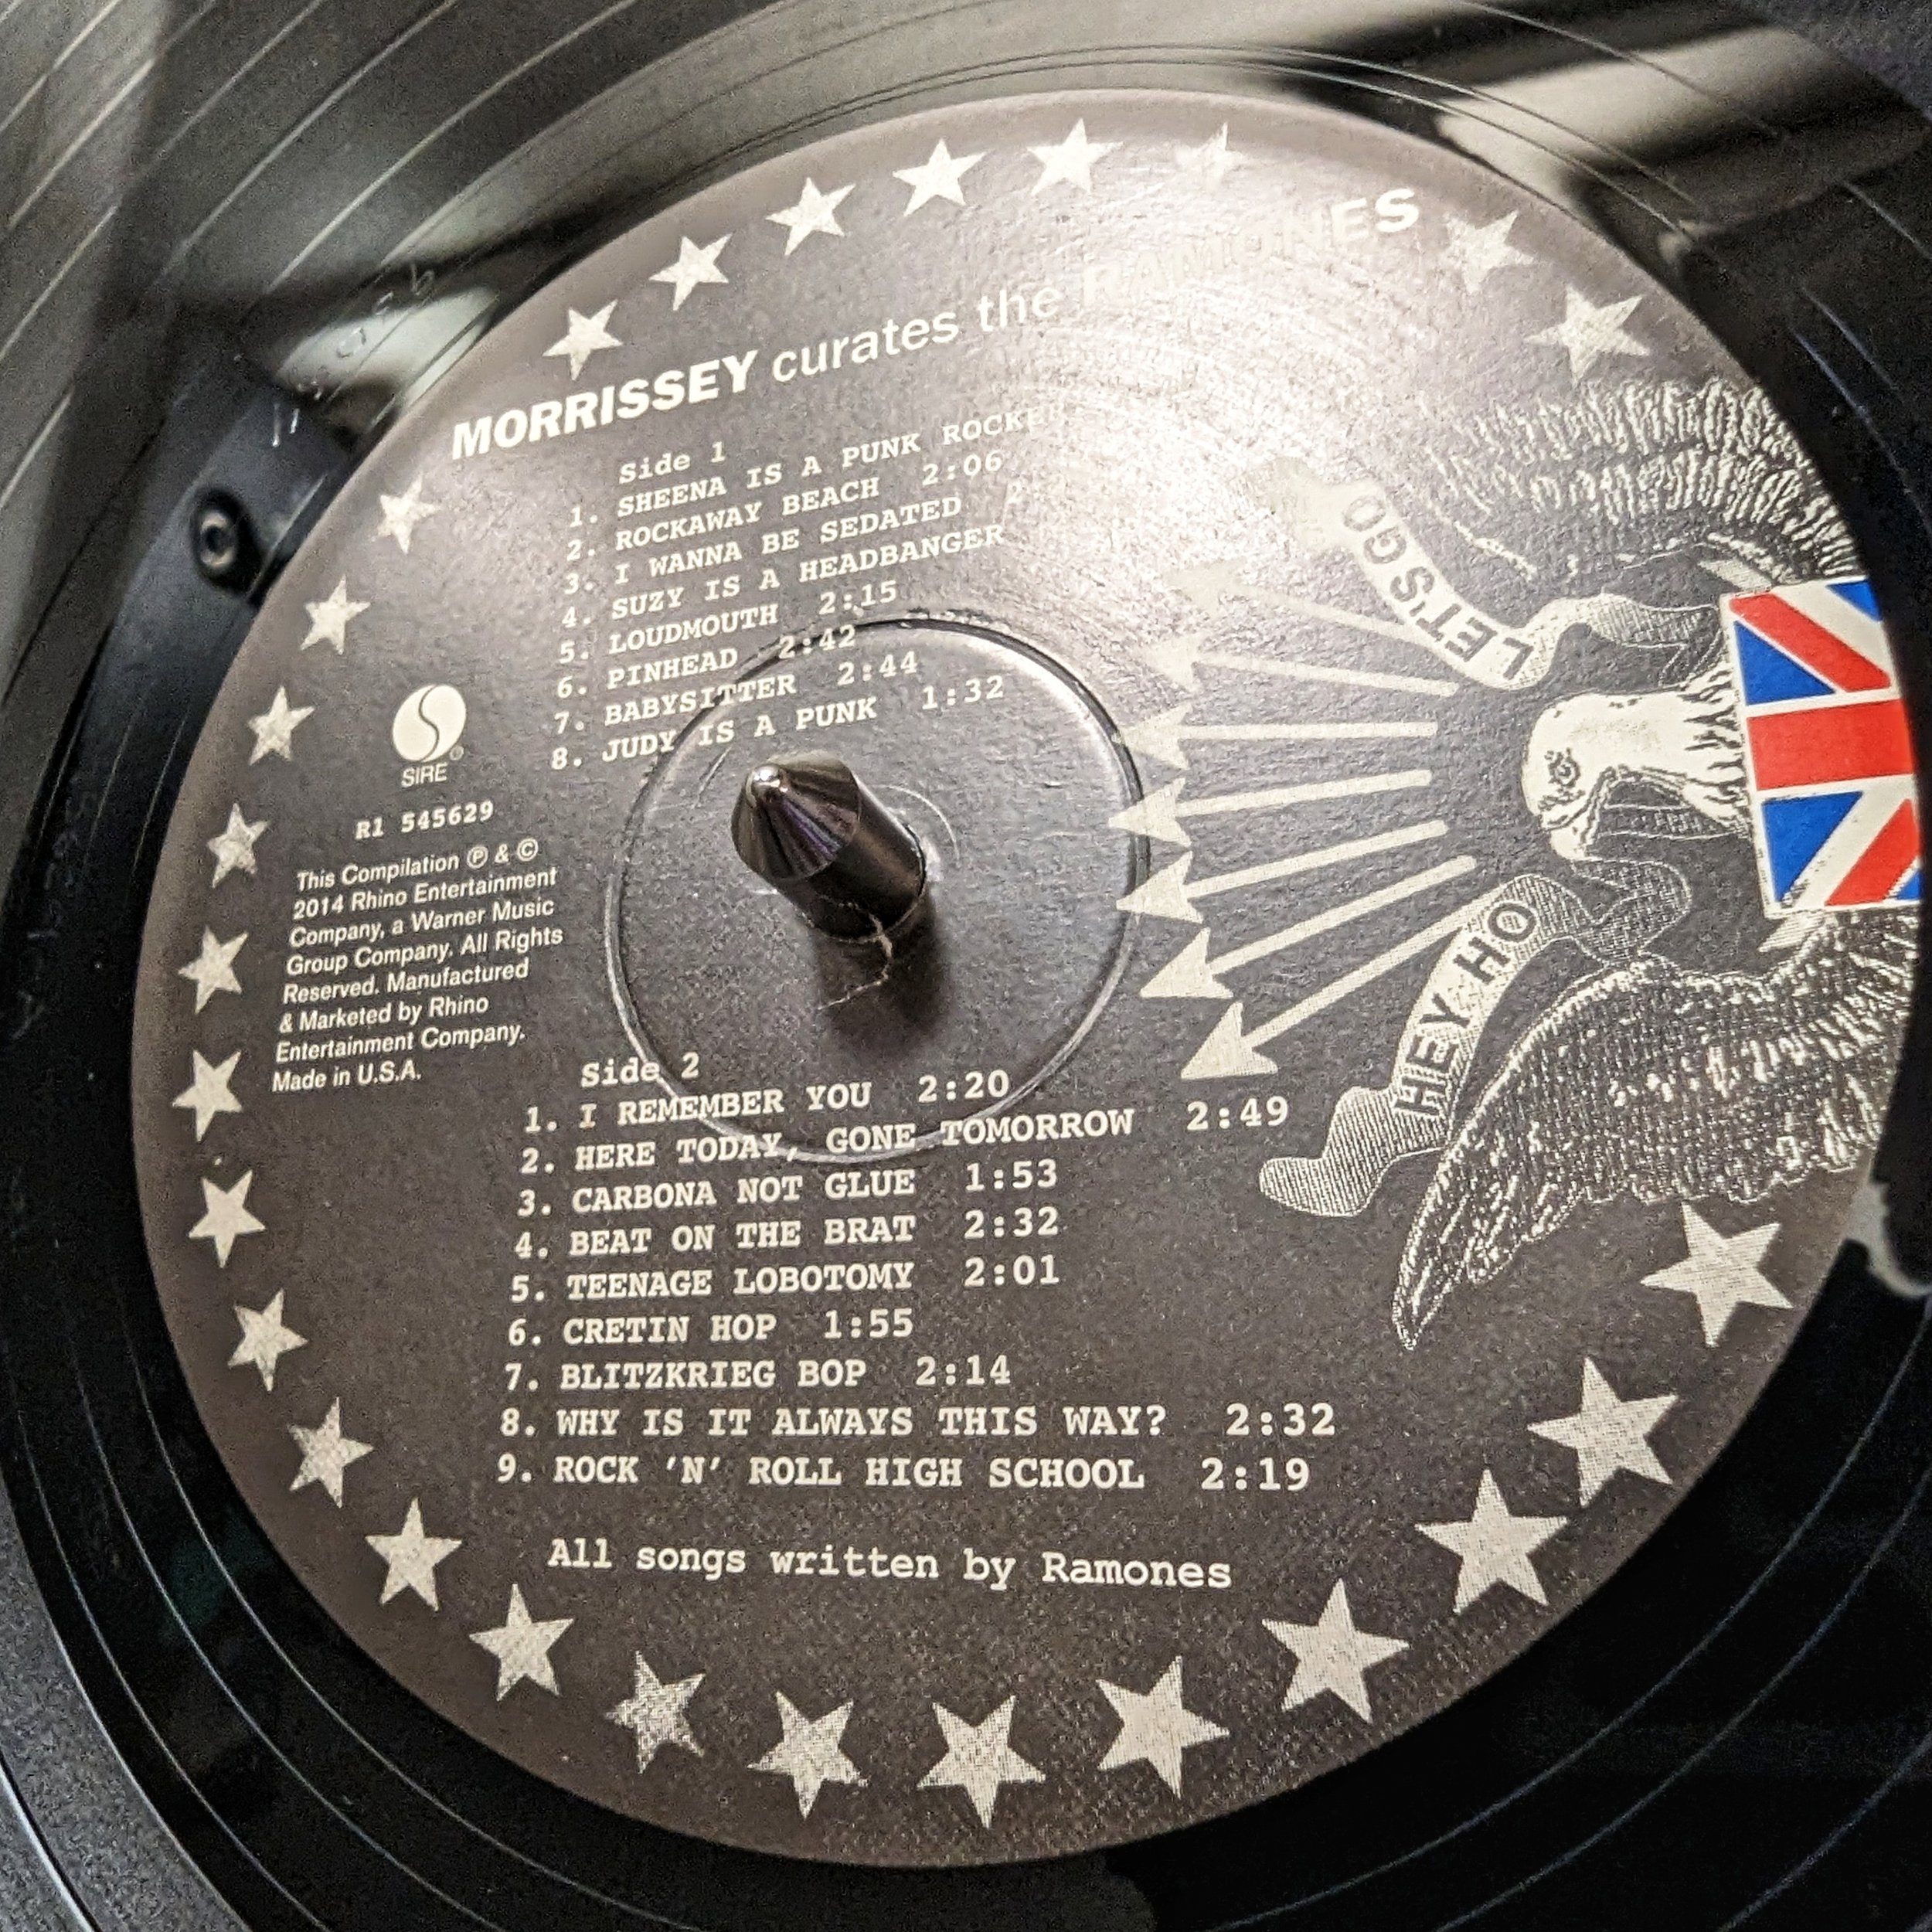 MORRISSEY curates the RAMONES
Side 1
1. SHEENA IS A PUNK ROCKER
2. ROCKAWAY BEACH 2:06
3. I WANNA BE SEDATED
4. SUZY IS A HEADBANGER
5. LOUDMOUTH 2:15
6. PINHEAD 2:42
7. BABYSITTER 2:44
8. JUDY IS A PUNK 1:32
SIRE®
R1 545629
This Compilation ℗ & ©
2014 Rhino Entertainment
Company, a Warner Music
Group Company. All Rights
Reserved. Manufactured
& Marketed by Rhino
Entertainment Company.
Made in U.S.A.
LET'S GO
HEY HO
Side 2
1. I REMEMBER YOU 2:20
2. HERE TODAY, GONE TOMORROW 2:49
3. CARBONA NOT GLUE 1:53
4. BEAT ON THE BRAT 2:32
5. TEENAGE LOBOTOMY 2:01
6. CRETIN HOP 1:55
7. BLITZKRIEG BOP 2:14
8. WHY IS IT ALWAYS THIS WAY? 2:32
9. ROCK 'N' ROLL HIGH SCHOOL 2:19
All songs written by Ramones